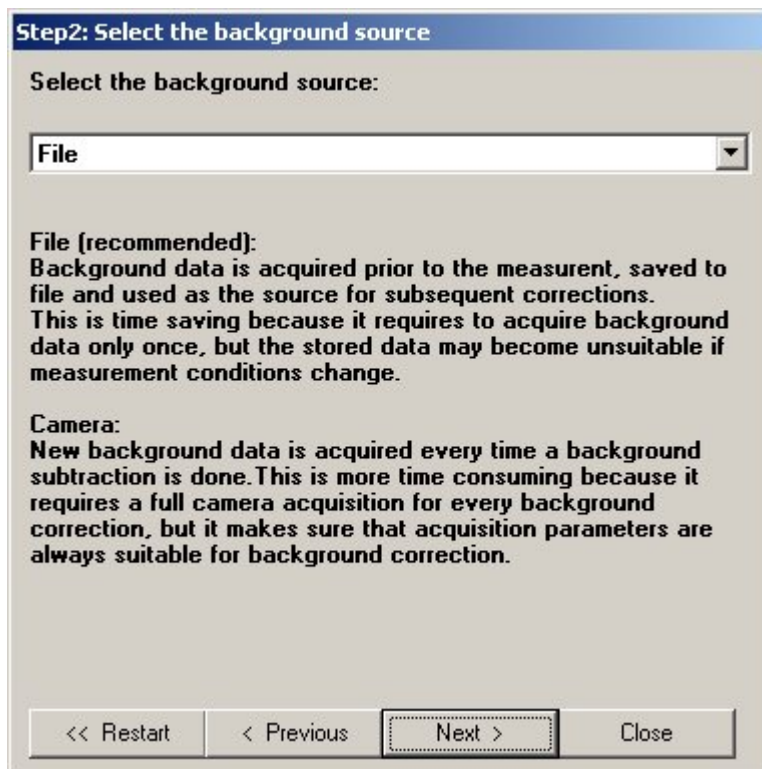 Step2: Select the background source
Select the background source:
File
File (recommended):
Background data is acquired prior to the measurent, saved to
file and used as the source for subsequent corrections.
This is time saving because it requires to acquire background
data only once, but the stored data may become unsuitable if
measurement conditions change.
Camera:
New background data is acquired every time a background
subtraction is done.This is more time consuming because it
requires a full camera acquisition for every background
correction, but it makes sure that acquisition parameters are
always suitable for background correction.
<< Restart < Previous Next > Close